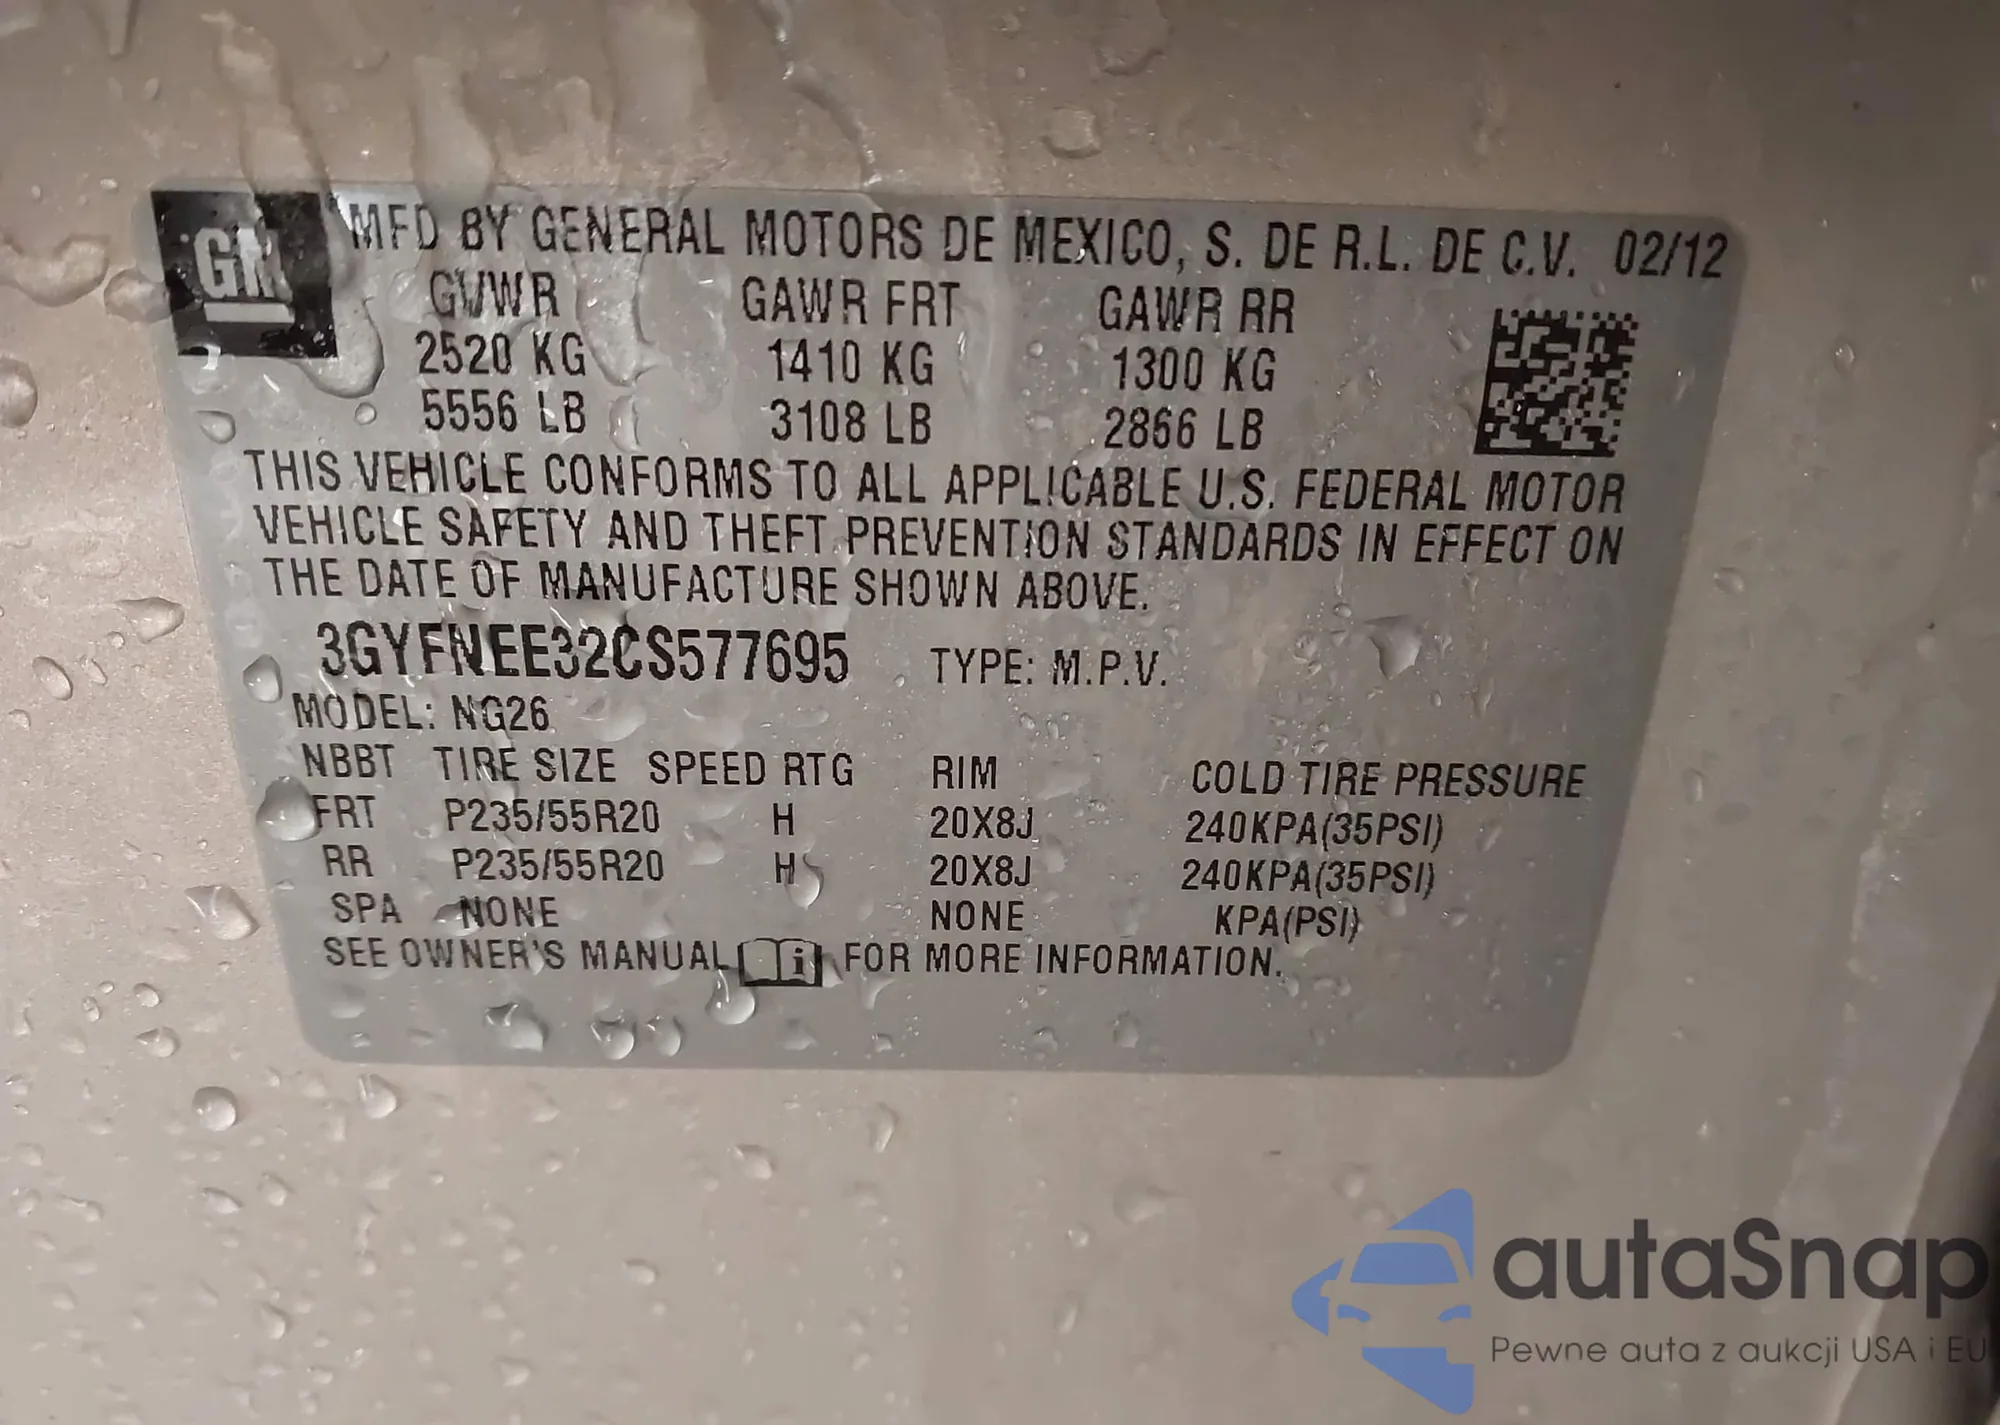 GM
MFD BY GENERAL MOTORS DE MEXICO, S. DE R.L. DE C.V. 02/12
GVWR GAWR FRT GAWR RR
2520 KG 1410 KG 1300 KG
5556 LB 3108 LB 2866 LB
THIS VEHICLE CONFORMS TO ALL APPLICABLE U.S. FEDERAL MOTOR
VEHICLE SAFETY AND THEFT PREVENTION STANDARDS IN EFFECT ON
THE DATE OF MANUFACTURE SHOWN ABOVE.
3GYFNEE32CS577695 TYPE: M.P.V.
MODEL: NG26
NBBT TIRE SIZE SPEED RTG RIM COLD TIRE PRESSURE
FRT P235/55R20 H 20X8J 240KPA(35PSI)
RR P235/55R20 H 20X8J 240KPA(35PSI)
SPA NONE NONE KPA(PSI)
SEE OWNER'S MANUAL i FOR MORE INFORMATION.
autaSnap
Pewne auta z aukcji USA i EU